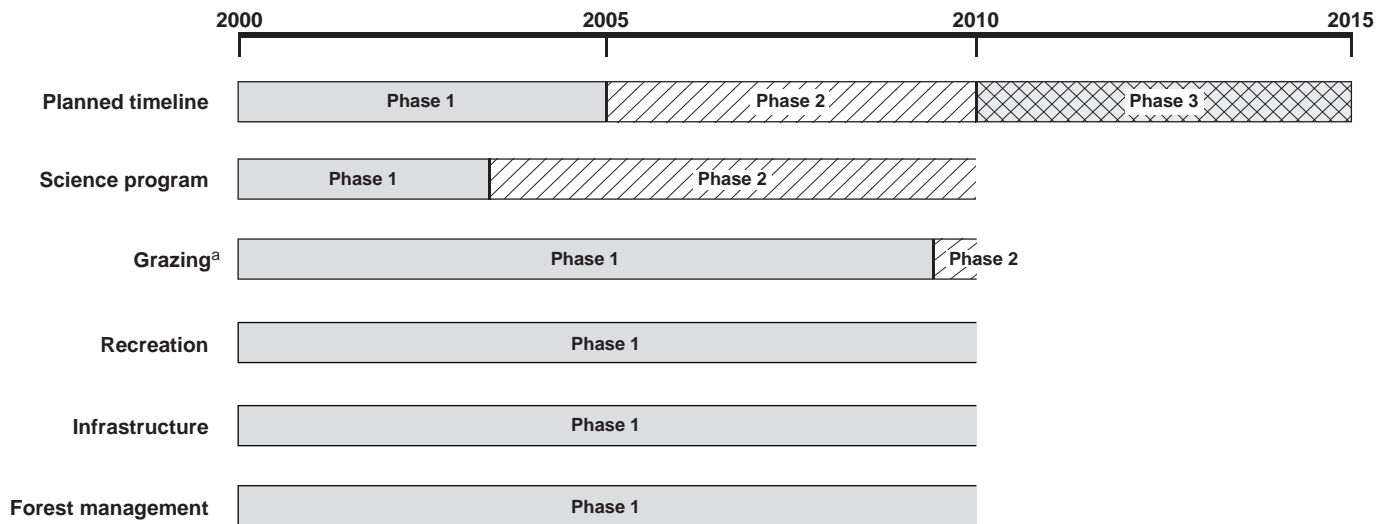 2000 2005 2010 2015
Planned timeline Phase 1 Phase 2 Phase 3
Science program Phase 1 Phase 2
Grazingᵃ Phase 1 Phase 2
Recreation Phase 1
Infrastructure Phase 1
Forest management Phase 1